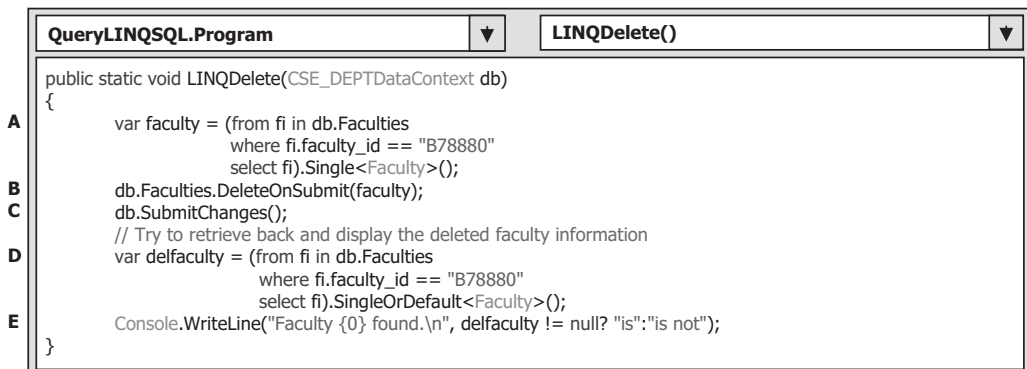 QueryLINQSQL.Program LINQDelete()
public static void LINQDelete(CSE_DEPTDataContext db)
{
A var faculty = (from fi in db.Faculties
where fi.faculty_id == "B78880"
select fi).Single<Faculty>();
B db.Faculties.DeleteOnSubmit(faculty);
C db.SubmitChanges();
// Try to retrieve back and display the deleted faculty information
D var delfaculty = (from fi in db.Faculties
where fi.faculty_id == "B78880"
select fi).SingleOrDefault<Faculty>();
E Console.WriteLine("Faculty {0} found.\n", delfaculty != null? "is":"is not");
}